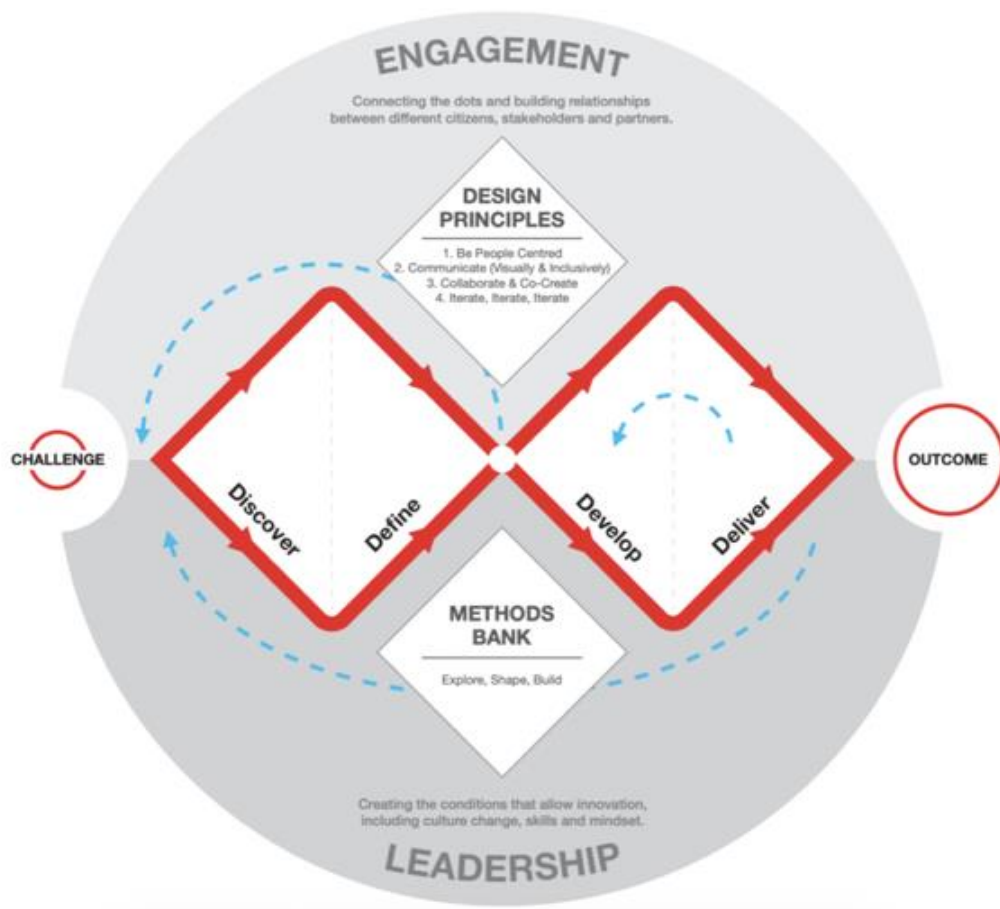 ENGAGEMENT
Connecting the dots and building relationships
between different citizens, stakeholders and partners.
DESIGN
PRINCIPLES
1. Be People Centred
2. Communicate (Visually & Inclusively)
3. Collaborate & Co-Create
4. Iterate, Iterate, Iterate
CHALLENGE
Discover
Define
Develop
Deliver
OUTCOME
METHODS
BANK
Explore, Shape, Build
Creating the conditions that allow innovation,
including culture change, skills and mindset.
LEADERSHIP